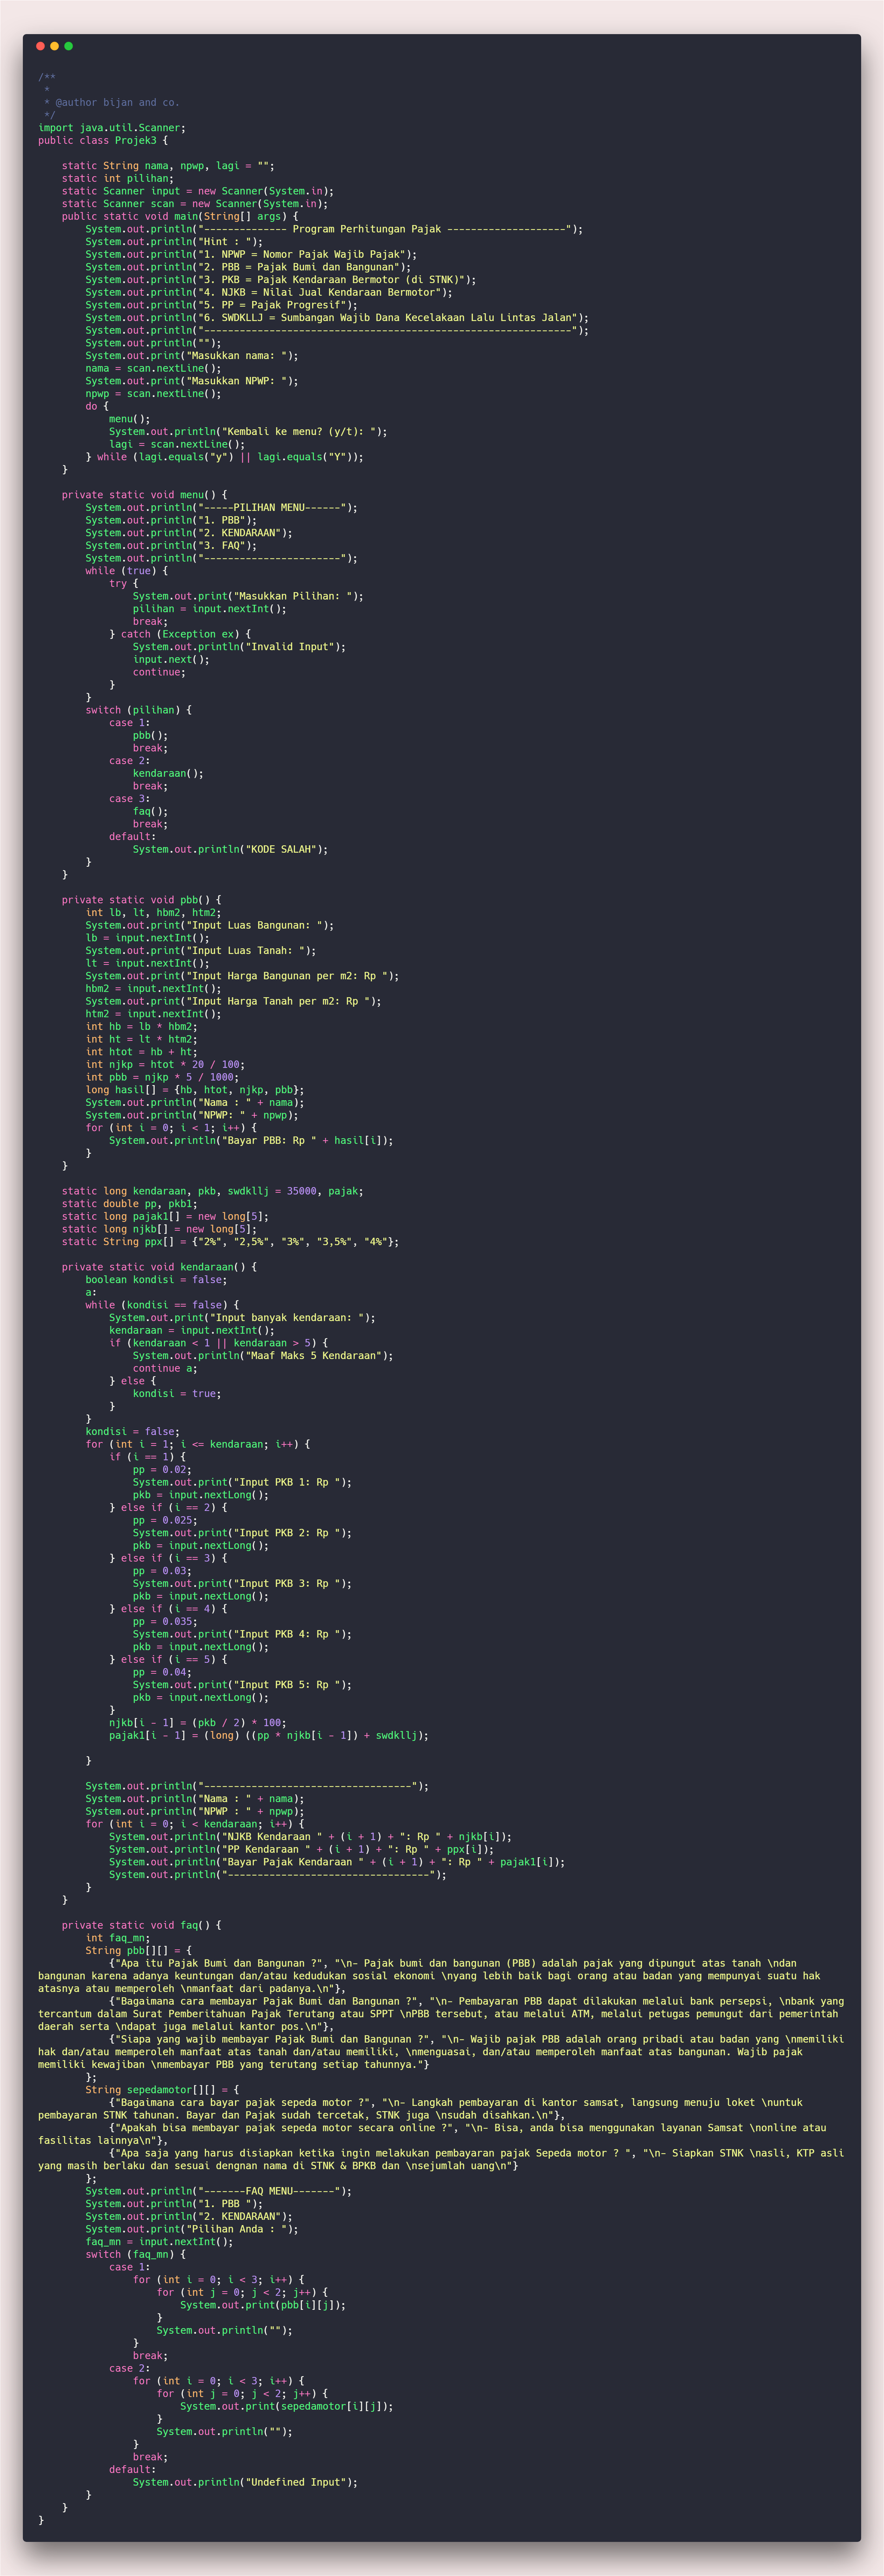 /**
 *
 * @author bijan and co.
 */
import java.util.Scanner;
public class Projek3 {

    static String nama, npwp, lagi = "";
    static int pilihan;
    static Scanner input = new Scanner(System.in);
    static Scanner scan = new Scanner(System.in);
    public static void main(String[] args) {
        System.out.println("-------------- Program Perhitungan Pajak --------------------");
        System.out.println("Hint : ");
        System.out.println("1. NPWP = Nomor Pajak Wajib Pajak");
        System.out.println("2. PBB = Pajak Bumi dan Bangunan");
        System.out.println("3. PKB = Pajak Kendaraan Bermotor (di STNK)");
        System.out.println("4. NJKB = Nilai Jual Kendaraan Bermotor");
        System.out.println("5. PP = Pajak Progresif");
        System.out.println("6. SWDKLLJ = Sumbangan Wajib Dana Kecelakaan Lalu Lintas Jalan");
        System.out.println("--------------------------------------------------------------");
        System.out.println("");
        System.out.print("Masukkan nama: ");
        nama = scan.nextLine();
        System.out.print("Masukkan NPWP: ");
        npwp = scan.nextLine();
        do {
            menu();
            System.out.println("Kembali ke menu? (y/t): ");
            lagi = scan.nextLine();
        } while (lagi.equals("y") || lagi.equals("Y"));
    }

    private static void menu() {
        System.out.println("-----PILIHAN MENU------");
        System.out.println("1. PBB");
        System.out.println("2. KENDARAAN");
        System.out.println("3. FAQ");
        System.out.println("-----------------------");
        while (true) {
            try {
                System.out.print("Masukkan Pilihan: ");
                pilihan = input.nextInt();
                break;
            } catch (Exception ex) {
                System.out.println("Invalid Input");
                input.next();
                continue;
            }
        }
        switch (pilihan) {
            case 1:
                pbb();
                break;
            case 2:
                kendaraan();
                break;
            case 3:
                faq();
                break;
            default:
                System.out.println("KODE SALAH");
        }
    }

    private static void pbb() {
        int lb, lt, hbm2, htm2;
        System.out.print("Input Luas Bangunan: ");
        lb = input.nextInt();
        System.out.print("Input Luas Tanah: ");
        lt = input.nextInt();
        System.out.print("Input Harga Bangunan per m2: Rp ");
        hbm2 = input.nextInt();
        System.out.print("Input Harga Tanah per m2: Rp ");
        htm2 = input.nextInt();
        int hb = lb * hbm2;
        int ht = lt * htm2;
        int htot = hb + ht;
        int njkp = htot * 20 / 100;
        int pbb = njkp * 5 / 1000;
        long hasil[] = {hb, htot, njkp, pbb};
        System.out.println("Nama : " + nama);
        System.out.println("NPWP: " + npwp);
        for (int i = 0; i < 1; i++) {
            System.out.println("Bayar PBB: Rp " + hasil[i]);
        }
    }

    static long kendaraan, pkb, swdkllj = 35000, pajak;
    static double pp, pkb1;
    static long pajak1[] = new long[5];
    static long njkb[] = new long[5];
    static String ppx[] = {"2%", "2,5%", "3%", "3,5%", "4%"};

    private static void kendaraan() {
        boolean kondisi = false;
        a:
        while (kondisi == false) {
            System.out.print("Input banyak kendaraan: ");
            kendaraan = input.nextInt();
            if (kendaraan < 1 || kendaraan > 5) {
                System.out.println("Maaf Maks 5 Kendaraan");
                continue a;
            } else {
                kondisi = true;
            }
        }
        kondisi = false;
        for (int i = 1; i <= kendaraan; i++) {
            if (i == 1) {
                pp = 0.02;
                System.out.print("Input PKB 1: Rp ");
                pkb = input.nextLong();
            } else if (i == 2) {
                pp = 0.025;
                System.out.print("Input PKB 2: Rp ");
                pkb = input.nextLong();
            } else if (i == 3) {
                pp = 0.03;
                System.out.print("Input PKB 3: Rp ");
                pkb = input.nextLong();
            } else if (i == 4) {
                pp = 0.035;
                System.out.print("Input PKB 4: Rp ");
                pkb = input.nextLong();
            } else if (i == 5) {
                pp = 0.04;
                System.out.print("Input PKB 5: Rp ");
                pkb = input.nextLong();
            }
            njkb[i - 1] = (pkb / 2) * 100;
            pajak1[i - 1] = (long) ((pp * njkb[i - 1]) + swdkllj);

        }

        System.out.println("-----------------------------------");
        System.out.println("Nama : " + nama);
        System.out.println("NPWP : " + npwp);
        for (int i = 0; i < kendaraan; i++) {
            System.out.println("NJKB Kendaraan " + (i + 1) + ": Rp " + njkb[i]);
            System.out.println("PP Kendaraan " + (i + 1) + ": Rp " + ppx[i]);
            System.out.println("Bayar Pajak Kendaraan " + (i + 1) + ": Rp " + pajak1[i]);
            System.out.println("----------------------------------");
        }
    }

    private static void faq() {
        int faq_mn;
        String pbb[][] = {
            {"Apa itu Pajak Bumi dan Bangunan ?", "\n- Pajak bumi dan bangunan (PBB) adalah pajak yang dipungut atas tanah \ndan
bangunan karena adanya keuntungan dan/atau kedudukan sosial ekonomi \nyang lebih baik bagi orang atau badan yang mempunyai suatu hak
atasnya atau memperoleh \nmanfaat dari padanya.\n"},
            {"Bagaimana cara membayar Pajak Bumi dan Bangunan ?", "\n- Pembayaran PBB dapat dilakukan melalui bank persepsi, \nbank yang
tercantum dalam Surat Pemberitahuan Pajak Terutang atau SPPT \nPBB tersebut, atau melalui ATM, melalui petugas pemungut dari pemerintah
daerah serta \ndapat juga melalui kantor pos.\n"},
            {"Siapa yang wajib membayar Pajak Bumi dan Bangunan ?", "\n- Wajib pajak PBB adalah orang pribadi atau badan yang \nmemiliki
hak dan/atau memperoleh manfaat atas tanah dan/atau memiliki, \nmenguasai, dan/atau memperoleh manfaat atas bangunan. Wajib pajak
memiliki kewajiban \nmembayar PBB yang terutang setiap tahunnya."}
        };
        String sepedamotor[][] = {
            {"Bagaimana cara bayar pajak sepeda motor ?", "\n- Langkah pembayaran di kantor samsat, langsung menuju loket \nuntuk
pembayaran STNK tahunan. Bayar dan Pajak sudah tercetak, STNK juga \nsudah disahkan.\n"},
            {"Apakah bisa membayar pajak sepeda motor secara online ?", "\n- Bisa, anda bisa menggunakan layanan Samsat \nonline atau
fasilitas lainnya\n"},
            {"Apa saja yang harus disiapkan ketika ingin melakukan pembayaran pajak Sepeda motor ? ", "\n- Siapkan STNK \nasli, KTP asli
yang masih berlaku dan sesuai dengnan nama di STNK & BPKB dan \nsejumlah uang\n"}
        };
        System.out.println("-------FAQ MENU-------");
        System.out.println("1. PBB ");
        System.out.println("2. KENDARAAN");
        System.out.print("Pilihan Anda : ");
        faq_mn = input.nextInt();
        switch (faq_mn) {
            case 1:
                for (int i = 0; i < 3; i++) {
                    for (int j = 0; j < 2; j++) {
                        System.out.print(pbb[i][j]);
                    }
                    System.out.println("");
                }
                break;
            case 2:
                for (int i = 0; i < 3; i++) {
                    for (int j = 0; j < 2; j++) {
                        System.out.print(sepedamotor[i][j]);
                    }
                    System.out.println("");
                }
                break;
            default:
                System.out.println("Undefined Input");
        }
    }
}